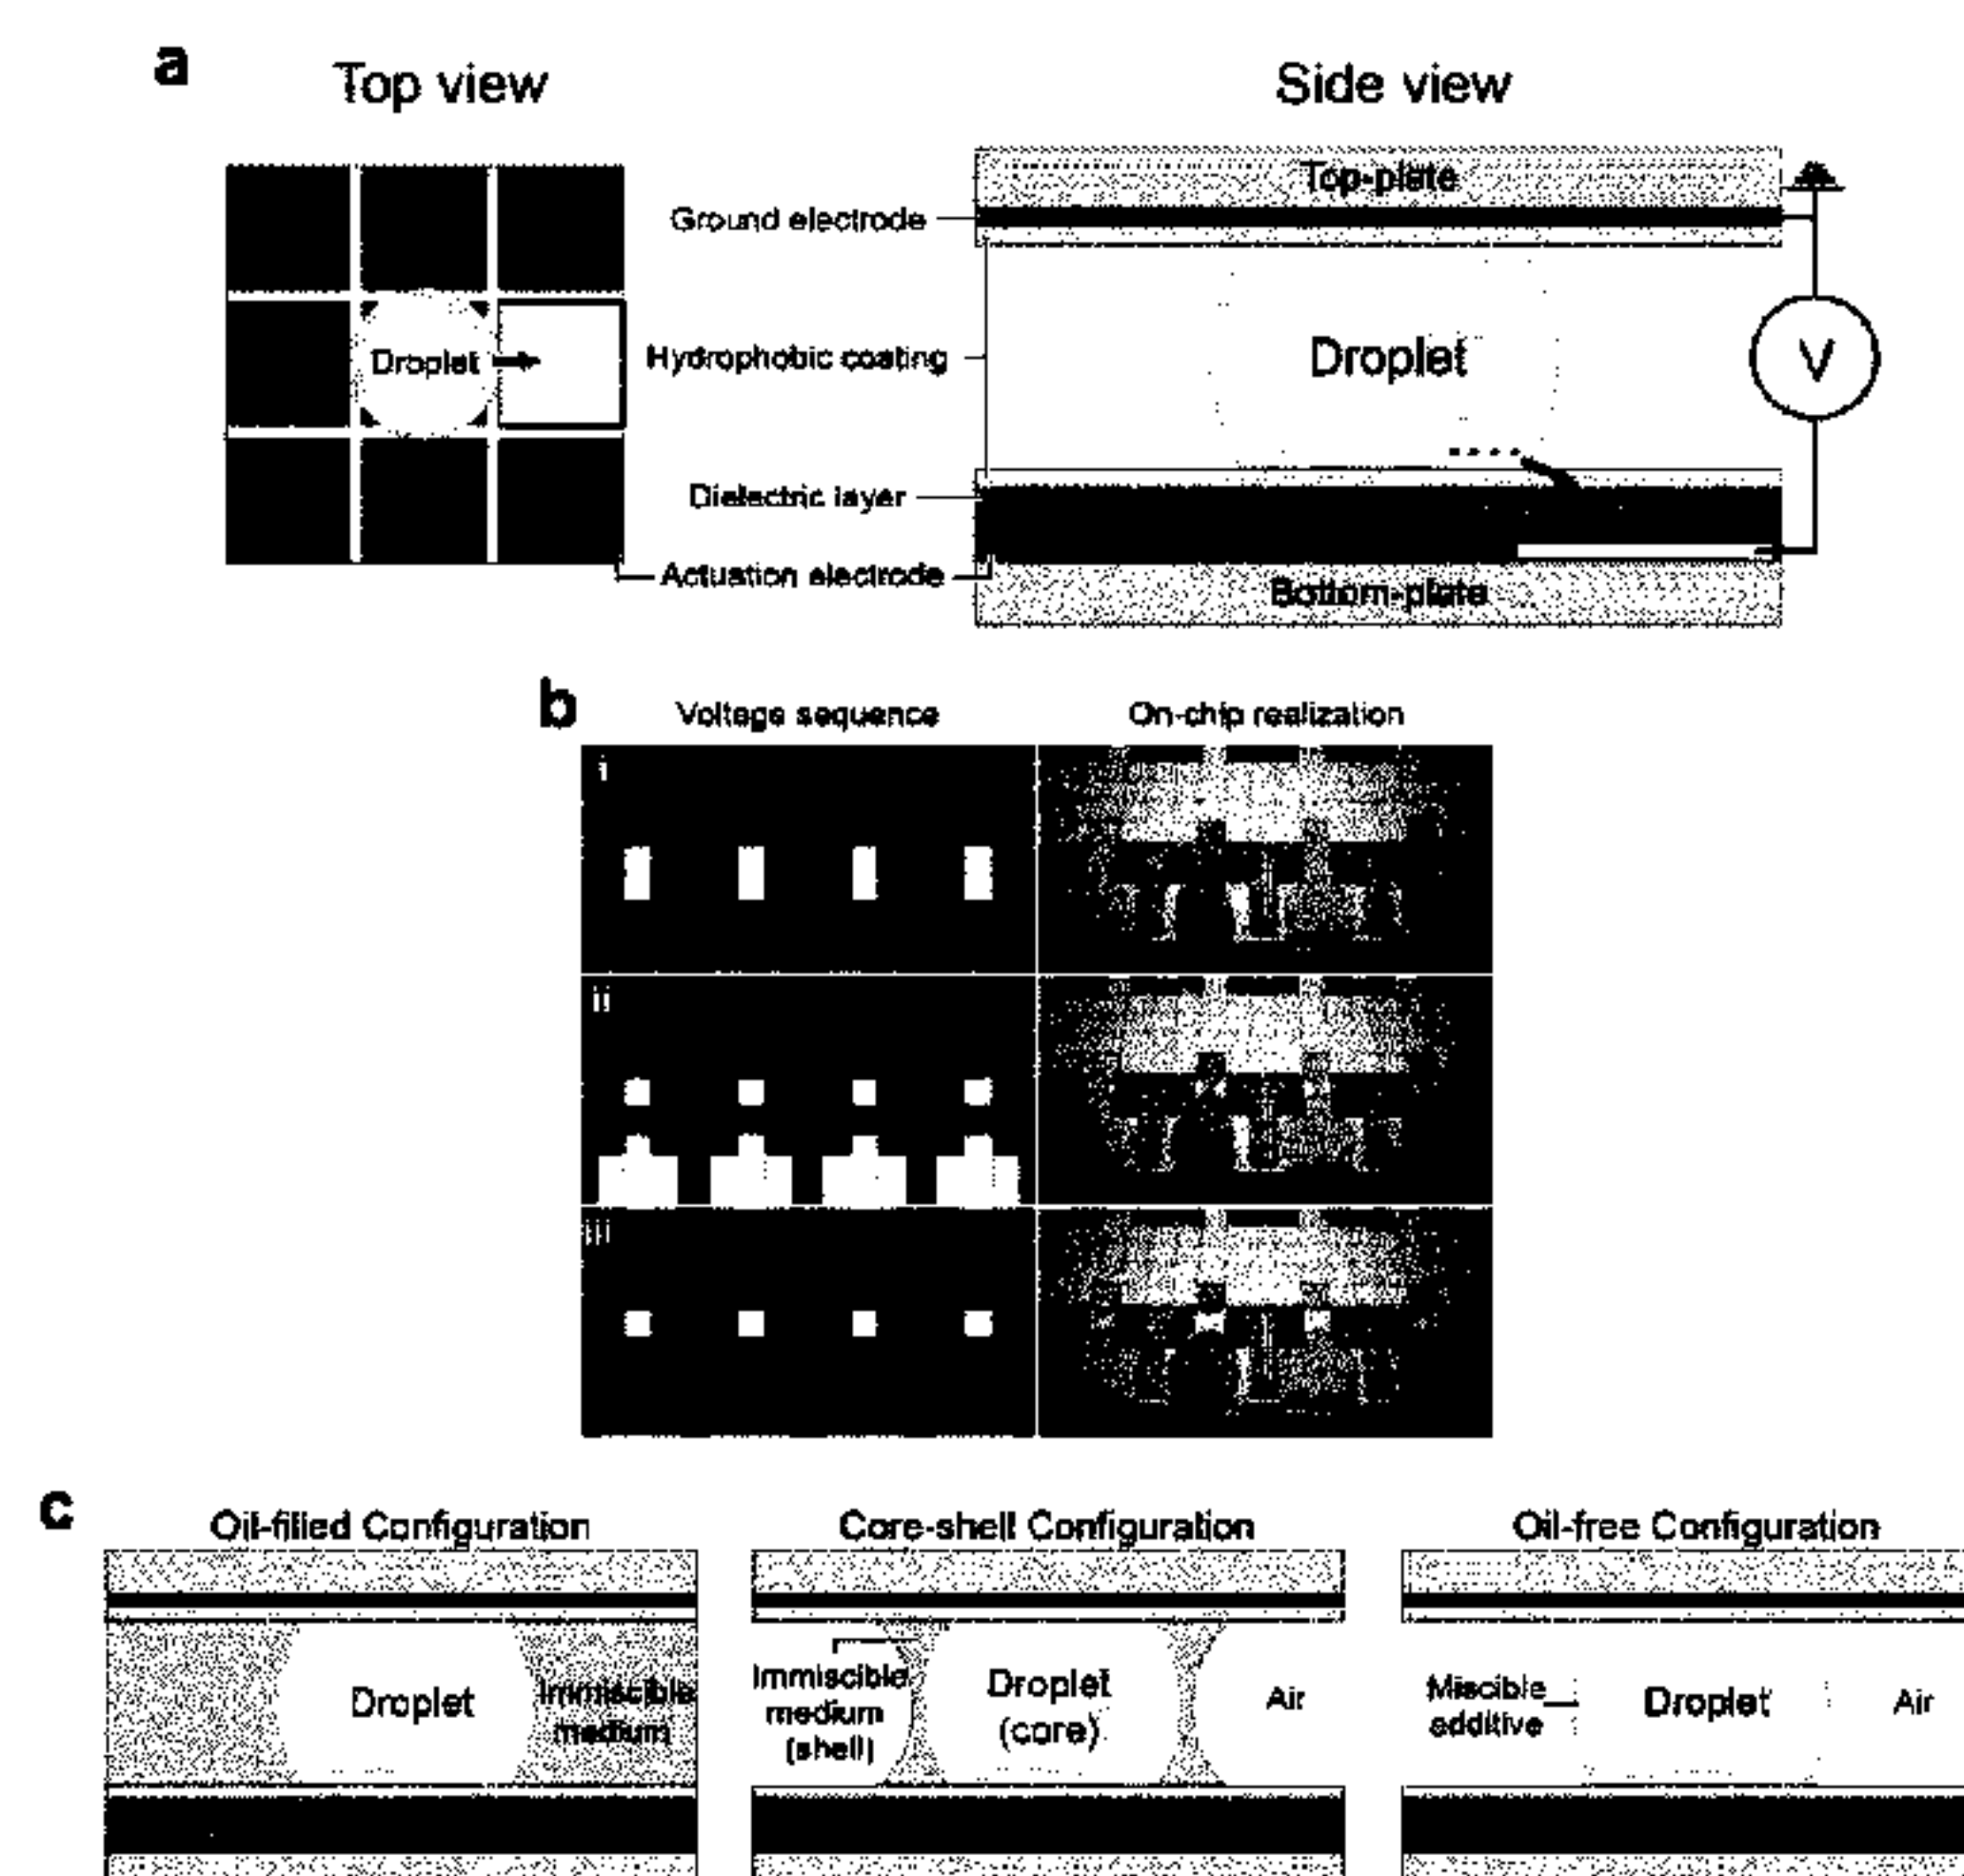 a
Top view
Side view
Top-plate
Ground electrode
Droplet
Hydrophobic coating
Droplet
V
Dielectric layer
Actuation electrode
Bottom-plate
b
Voltage sequence
On-chip realization
i
ii
iii
c
Oil-filled Configuration
Core-shell Configuration
Oil-free Configuration
Droplet
Immiscible
medium
Immiscible
medium
(shell)
Droplet
(core)
Air
Miscible
additive
Droplet
Air